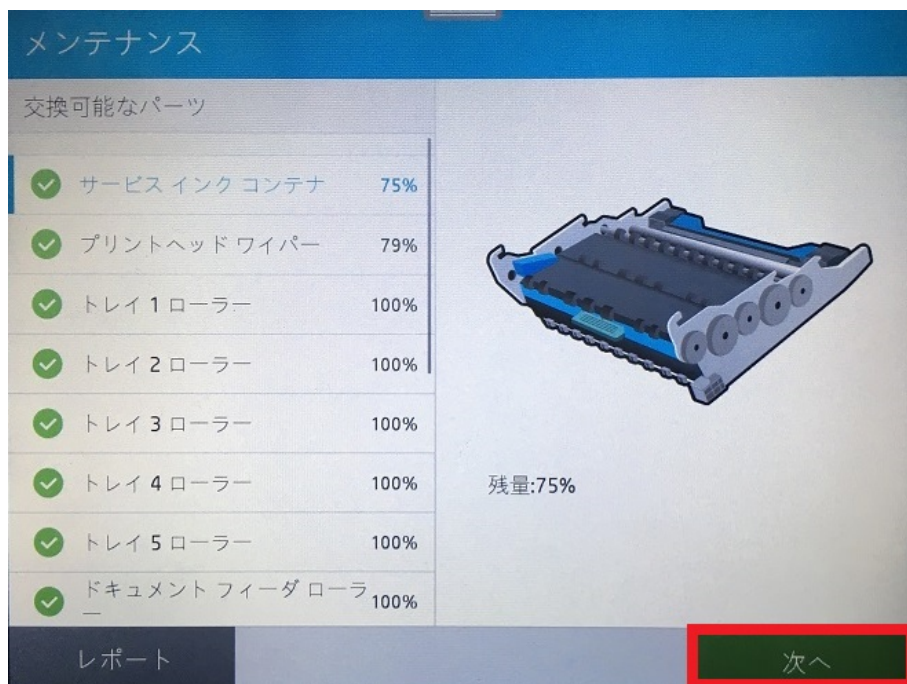 メンテナンス
交換可能なパーツ
サービス インク コンテナ 75%
プリントヘッド ワイパー 79%
トレイ 1 ローラー 100%
トレイ 2 ローラー 100%
トレイ 3 ローラー 100%
トレイ 4 ローラー 100%
残量:75%
トレイ 5 ローラー 100%
ドキュメント フィーダ ローラ
ー 100%
レポート
次へ